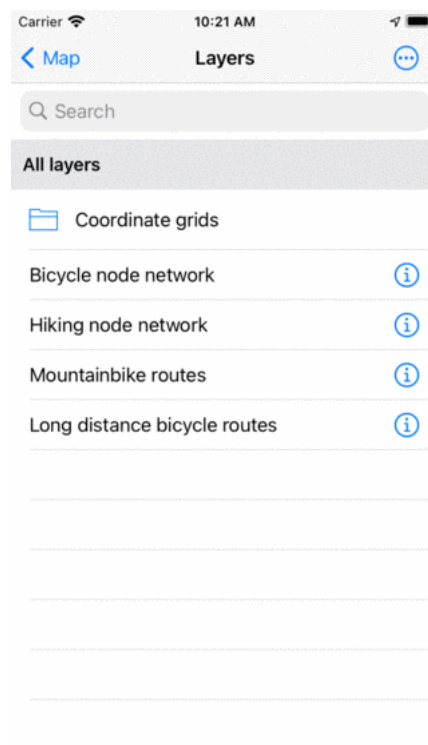 Carrier 10:21 AM
Map Layers
Search
All layers
Coordinate grids
Bicycle node network
Hiking node network
Mountainbike routes
Long distance bicycle routes